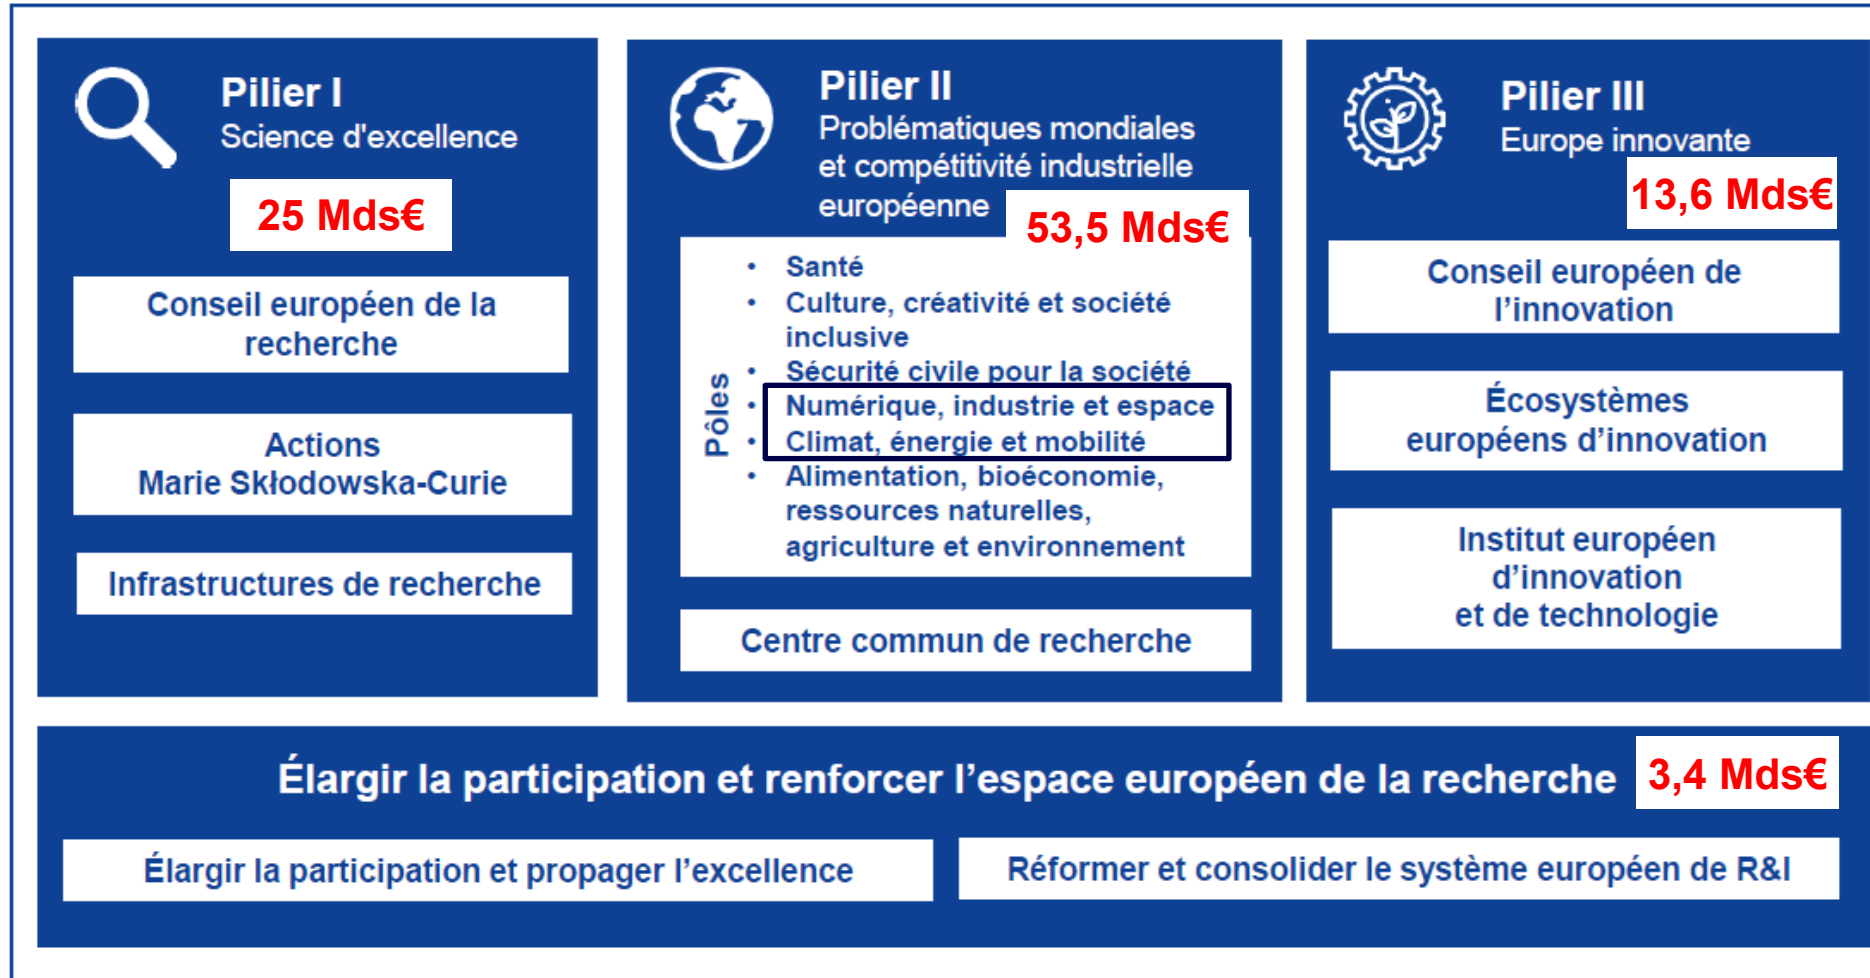 Pilier I
Science d'excellence
25 Mds€
Conseil européen de la
recherche
Actions
Marie Skłodowska-Curie
Infrastructures de recherche
Pilier II
Problématiques mondiales
et compétitivité industrielle
européenne
53,5 Mds€
Pôles
• Santé
• Culture, créativité et société
inclusive
• Sécurité civile pour la société
• Numérique, industrie et espace
• Climat, énergie et mobilité
• Alimentation, bioéconomie,
ressources naturelles,
agriculture et environnement
Centre commun de recherche
Pilier III
Europe innovante
13,6 Mds€
Conseil européen de
l’innovation
Écosystèmes
européens d’innovation
Institut européen
d’innovation
et de technologie
Élargir la participation et renforcer l’espace européen de la recherche
3,4 Mds€
Élargir la participation et propager l’excellence
Réformer et consolider le système européen de R&I